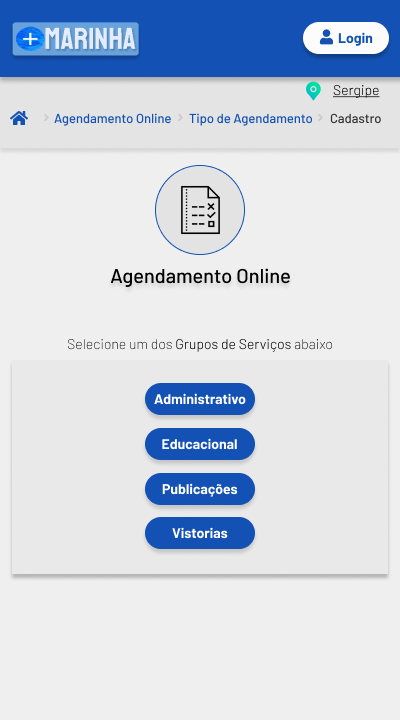 +MARINHA
Login
Sergipe
Agendamento Online > Tipo de Agendamento > Cadastro
Agendamento Online
Selecione um dos Grupos de Serviços abaixo
Administrativo
Educacional
Publicações
Vistorias